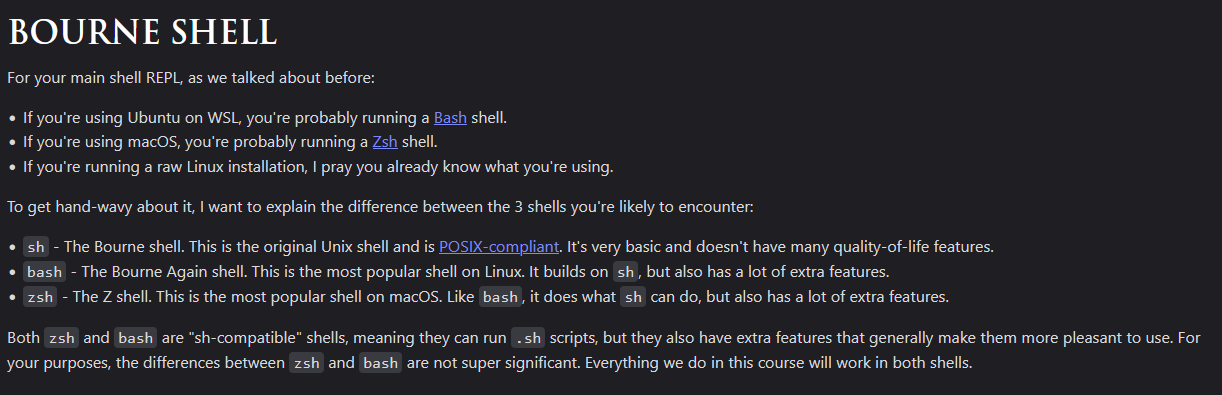 BOURNE SHELL
For your main shell REPL, as we talked about before:
• If you're using Ubuntu on WSL, you're probably running a Bash shell.
• If you're using macOS, you're probably running a Zsh shell.
• If you're running a raw Linux installation, I pray you already know what you're using.
To get hand-wavy about it, I want to explain the difference between the 3 shells you're likely to encounter:
• sh - The Bourne shell. This is the original Unix shell and is POSIX-compliant. It's very basic and doesn't have many quality-of-life features.
• bash - The Bourne Again shell. This is the most popular shell on Linux. It builds on sh, but also has a lot of extra features.
• zsh - The Z shell. This is the most popular shell on macOS. Like bash, it does what sh can do, but also has a lot of extra features.
Both zsh and bash are "sh-compatible" shells, meaning they can run .sh scripts, but they also have extra features that generally make them more pleasant to use. For
your purposes, the differences between zsh and bash are not super significant. Everything we do in this course will work in both shells.